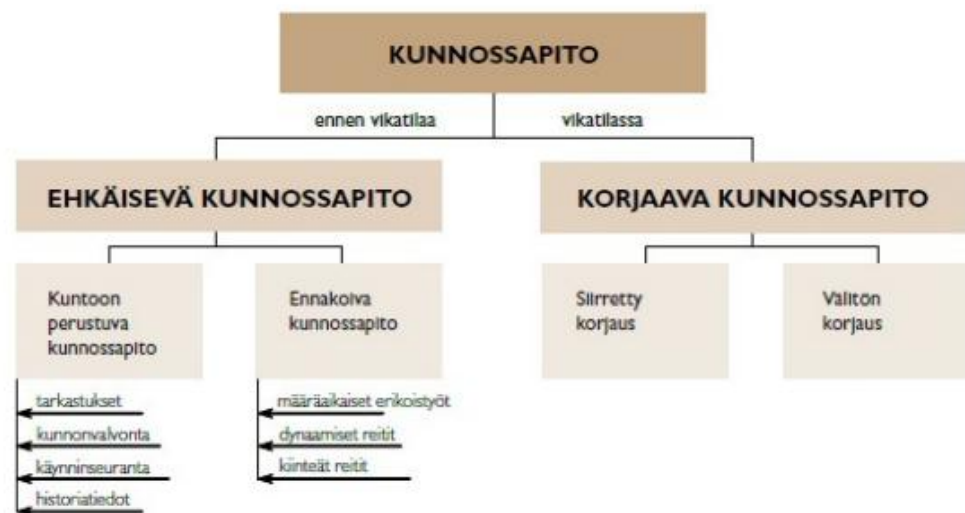 KUNNOSSAPITO
ennen vikatilaa
vikatilassa
EHKÄISEVÄ KUNNOSSAPITO
KORJAAVA KUNNOSSAPITO
Kuntoon
perustuva
kunnossapito
Ennakoiva
kunnossapito
Siirretty
korjaus
Välitön
korjaus
tarkastukset
kunnonvalvonta
käynninseuranta
historiatiedot
määräaikaiset erikoistyöt
dynaamiset reitit
kiinteät reitit